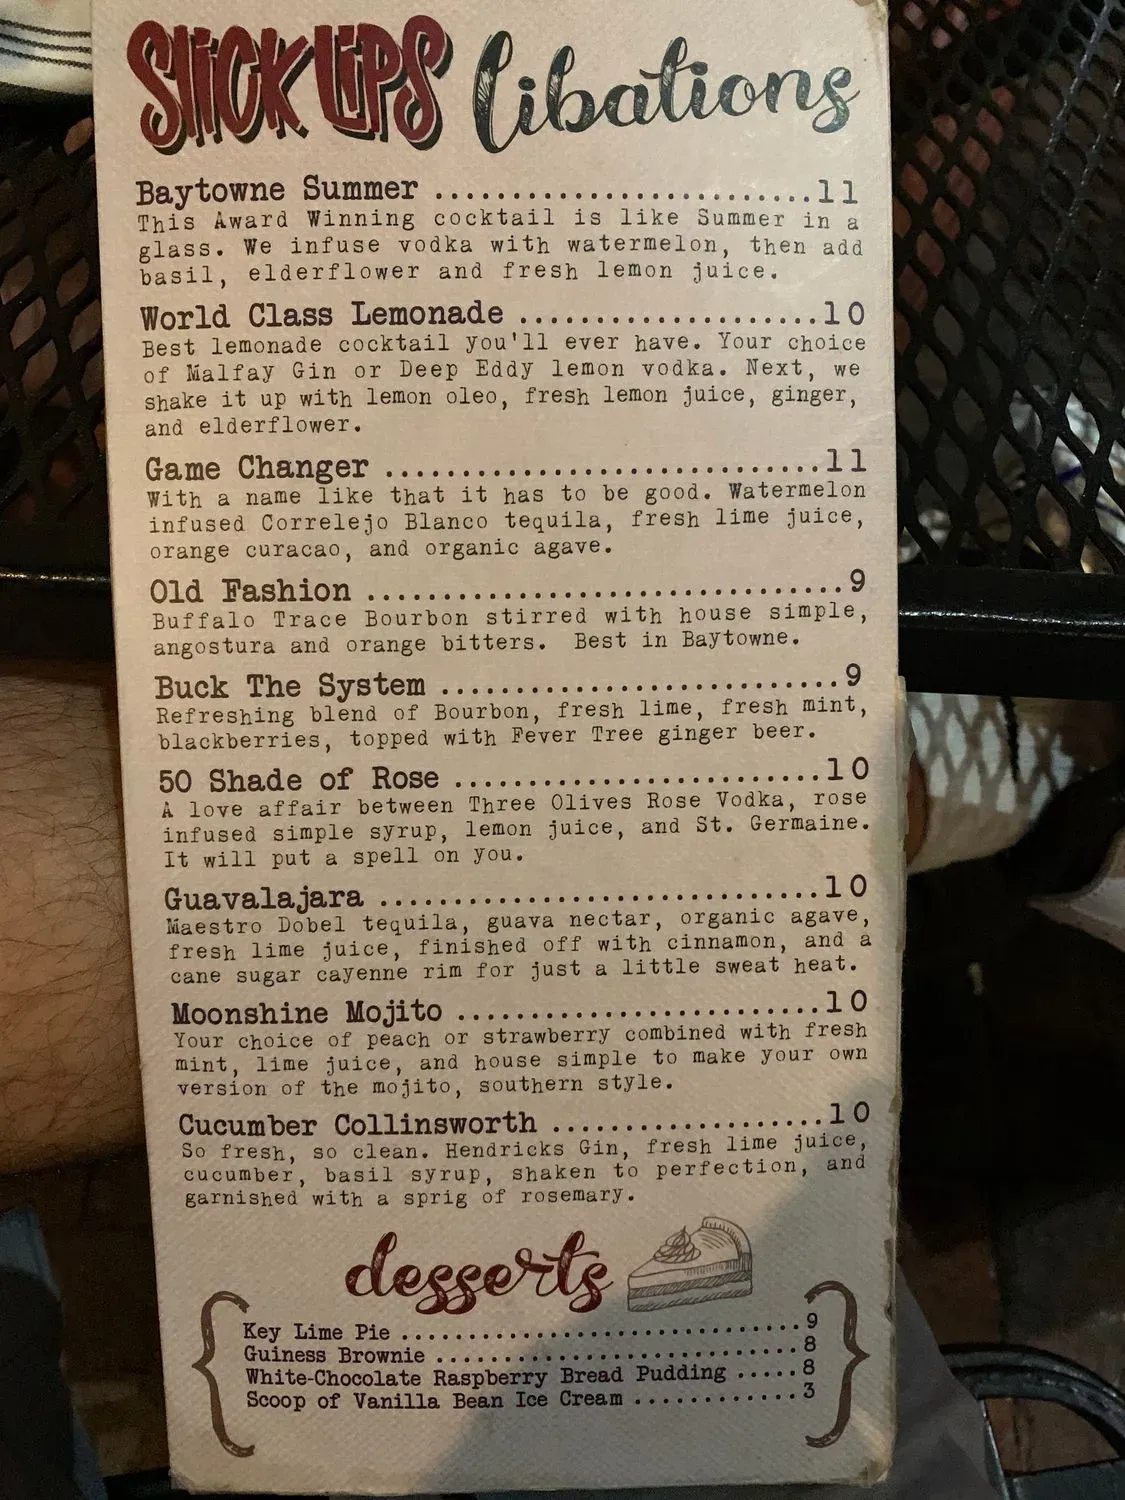 Slick Lips libations
Baytowne Summer .........................11
This Award Winning cocktail is like Summer in a
glass. We infuse vodka with watermelon, then add
basil, elderflower and fresh lemon juice.
World Class Lemonade ....................10
Best lemonade cocktail you'll ever have. Your choice
of Malfay Gin or Deep Eddy lemon vodka. Next, we
shake it up with lemon oleo, fresh lemon juice, ginger,
and elderflower.
Game Changer .............................11
With a name like that it has to be good. Watermelon
infused Correlejo Blanco tequila, fresh lime juice,
orange curacao, and organic agave.
Old Fashion ................................9
Buffalo Trace Bourbon stirred with house simple,
angostura and orange bitters. Best in Baytowne.
Buck The System ...........................9
Refreshing blend of Bourbon, fresh lime, fresh mint,
blackberries, topped with Fever Tree ginger beer.
50 Shade of Rose .........................10
A love affair between Three Olives Rose Vodka, rose
infused simple syrup, lemon juice, and St. Germaine.
It will put a spell on you.
Guavalajara ..............................10
Maestro Dobel tequila, guava nectar, organic agave,
fresh lime juice, finished off with cinnamon, and a
cane sugar cayenne rim for just a little sweat heat.
Moonshine Mojito ........................10
Your choice of peach or strawberry combined with fresh
mint, lime juice, and house simple to make your own
version of the mojito, southern style.
Cucumber Collinsworth ...................10
So fresh, so clean. Hendricks Gin, fresh lime juice,
cucumber, basil syrup, shaken to perfection, and
garnished with a sprig of rosemary.
desserts
Key Lime Pie ..................................9
Guiness Brownie ...............................8
White-Chocolate Raspberry Bread Pudding .....8
Scoop of Vanilla Bean Ice Cream .............3